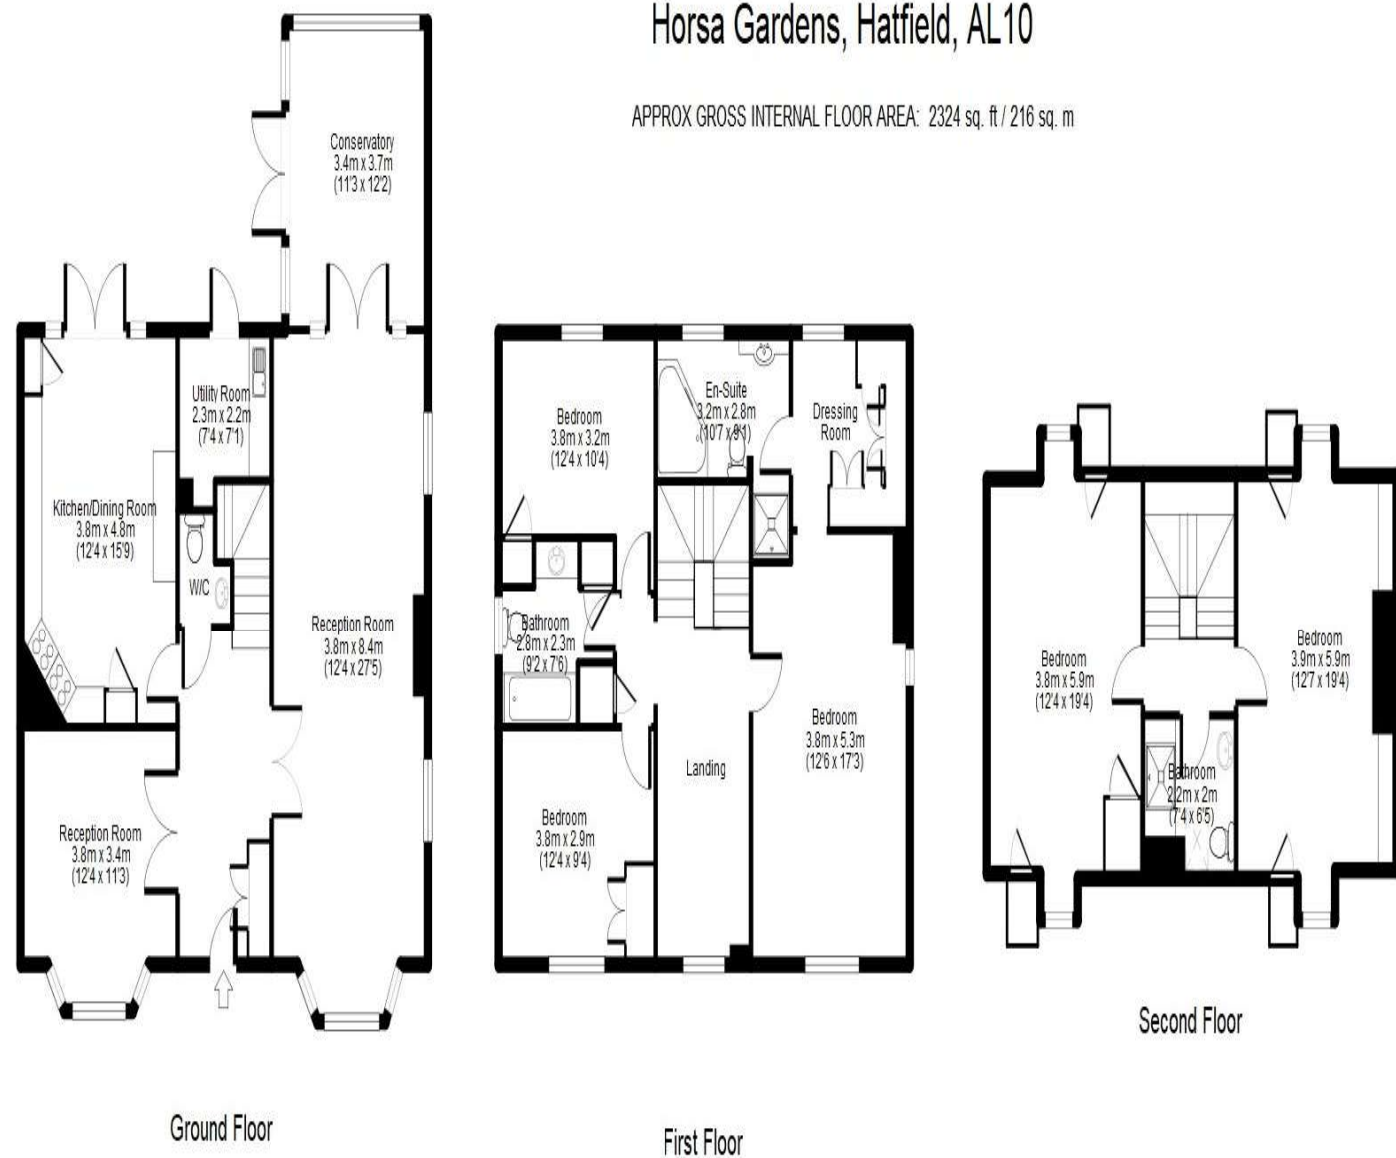 Horsa Gardens, Hatfield, AL10
APPROX GROSS INTERNAL FLOOR AREA: 2324 sq. ft / 216 sq. m
Conservatory
3.4m x 3.7m
(11'3 x 12'2)
Utility Room
2.3m x 2.2m
(7'4 x 7'1)
Kitchen/Dining Room
3.8m x 4.8m
(12'4 x 15'9)
W/C
Reception Room
3.8m x 8.4m
(12'4 x 27'5)
Reception Room
3.8m x 3.4m
(12'4 x 11'3)
Ground Floor
Bedroom
3.8m x 3.2m
(12'4 x 10'4)
En-Suite
3.2m x 2.8m
(10'7 x 9'1)
Dressing
Room
Bathroom
2.8m x 2.3m
(9'2 x 7'6)
Bedroom
3.8m x 5.3m
(12'6 x 17'3)
Landing
Bedroom
3.8m x 2.9m
(12'4 x 9'4)
First Floor
Bedroom
3.8m x 5.9m
(12'4 x 19'4)
Bedroom
3.9m x 5.9m
(12'7 x 19'4)
Bathroom
2.2m x 2m
(7'4 x 6'5)
Second Floor